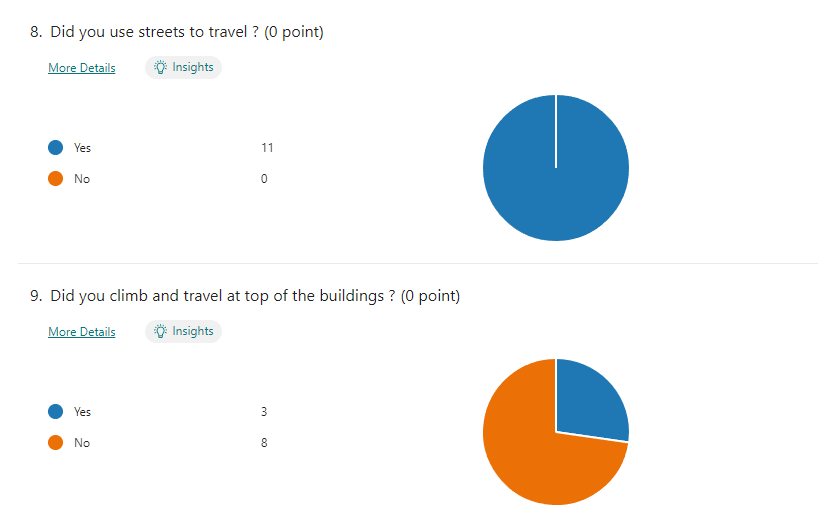 8. Did you use streets to travel ? (0 point)
More Details Insights
Yes 11
No 0
9. Did you climb and travel at top of the buildings ? (0 point)
More Details Insights
Yes 3
No 8